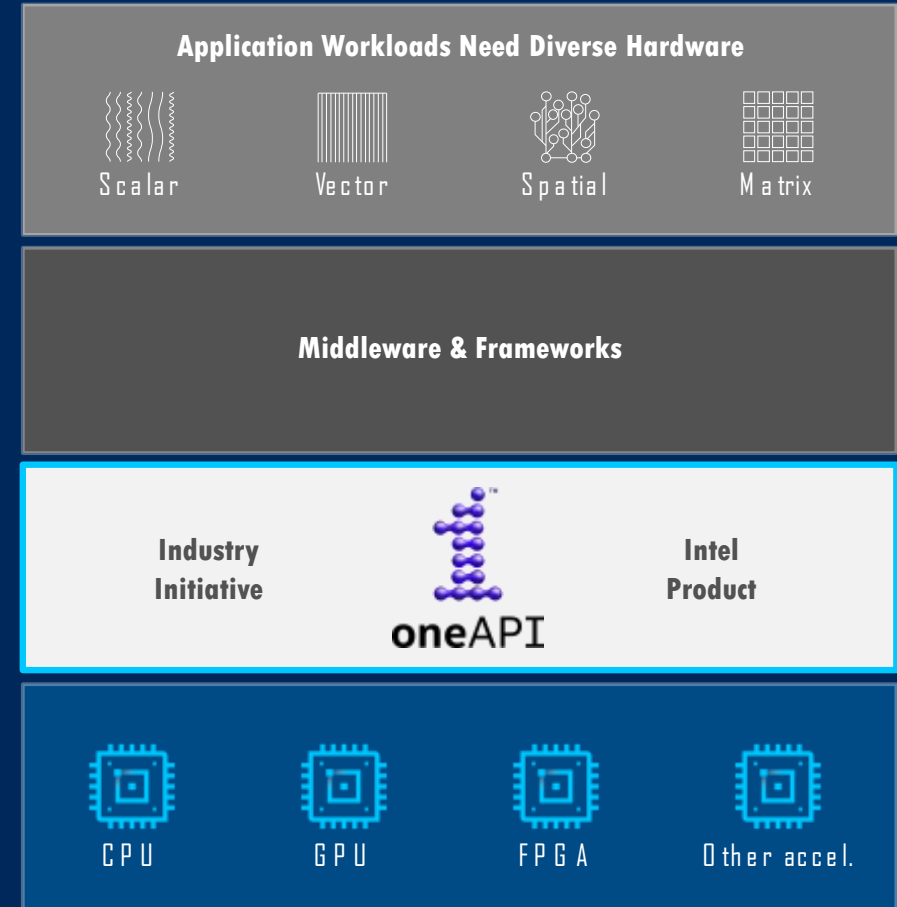 Application Workloads Need Diverse Hardware
Scalar Vector Spatial Matrix
Middleware & Frameworks
Industry
Initiative
Intel
Product
™
oneAPI
CPU GPU FPGA Other accel.